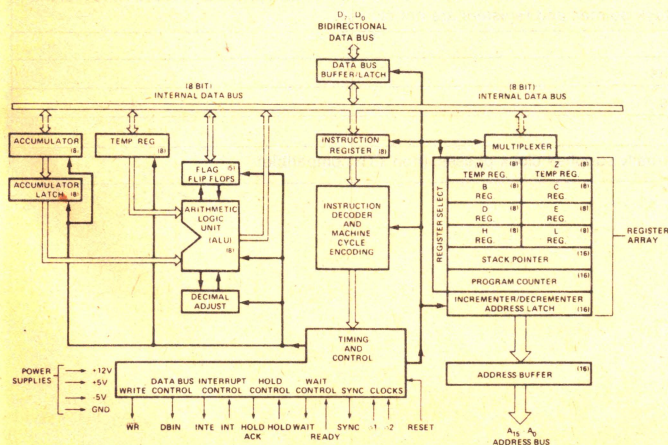 D7 D0
BIDIRECTIONAL
DATA BUS
DATA BUS
BUFFER/LATCH
(8 BIT)
INTERNAL DATA BUS
(8 BIT)
INTERNAL DATA BUS
ACCUMULATOR
(8)
TEMP REG.
(8)
INSTRUCTION
REGISTER (8)
MULTIPLEXER
ACCUMULATOR
LATCH (8)
FLAG (5)
FLIP FLOPS
ARITHMETIC
LOGIC
UNIT
(ALU)
(8)
DECIMAL
ADJUST
INSTRUCTION
DECODER
AND
MACHINE
CYCLE
ENCODING
REGISTER SELECT
W (8)
TEMP REG.
Z (8)
TEMP REG.
B (8)
REG.
C (8)
REG.
D (8)
REG.
E (8)
REG.
H (8)
REG.
L (8)
REG.
STACK POINTER (16)
PROGRAM COUNTER (16)
INCREMENTER/DECREMENTER
ADDRESS LATCH (16)
REGISTER
ARRAY
TIMING
AND
CONTROL
WRITE
DATA BUS
CONTROL
INTERRUPT
CONTROL
HOLD
CONTROL
WAIT
CONTROL
SYNC
CLOCKS
POWER
SUPPLIES
+12V
+5V
-5V
GND
WR
DBIN
INTE
INT
HOLD
ACK
HOLD
WAIT
READY
SYNC
φ1
φ2
RESET
ADDRESS BUFFER (16)
A15 A0
ADDRESS BUS